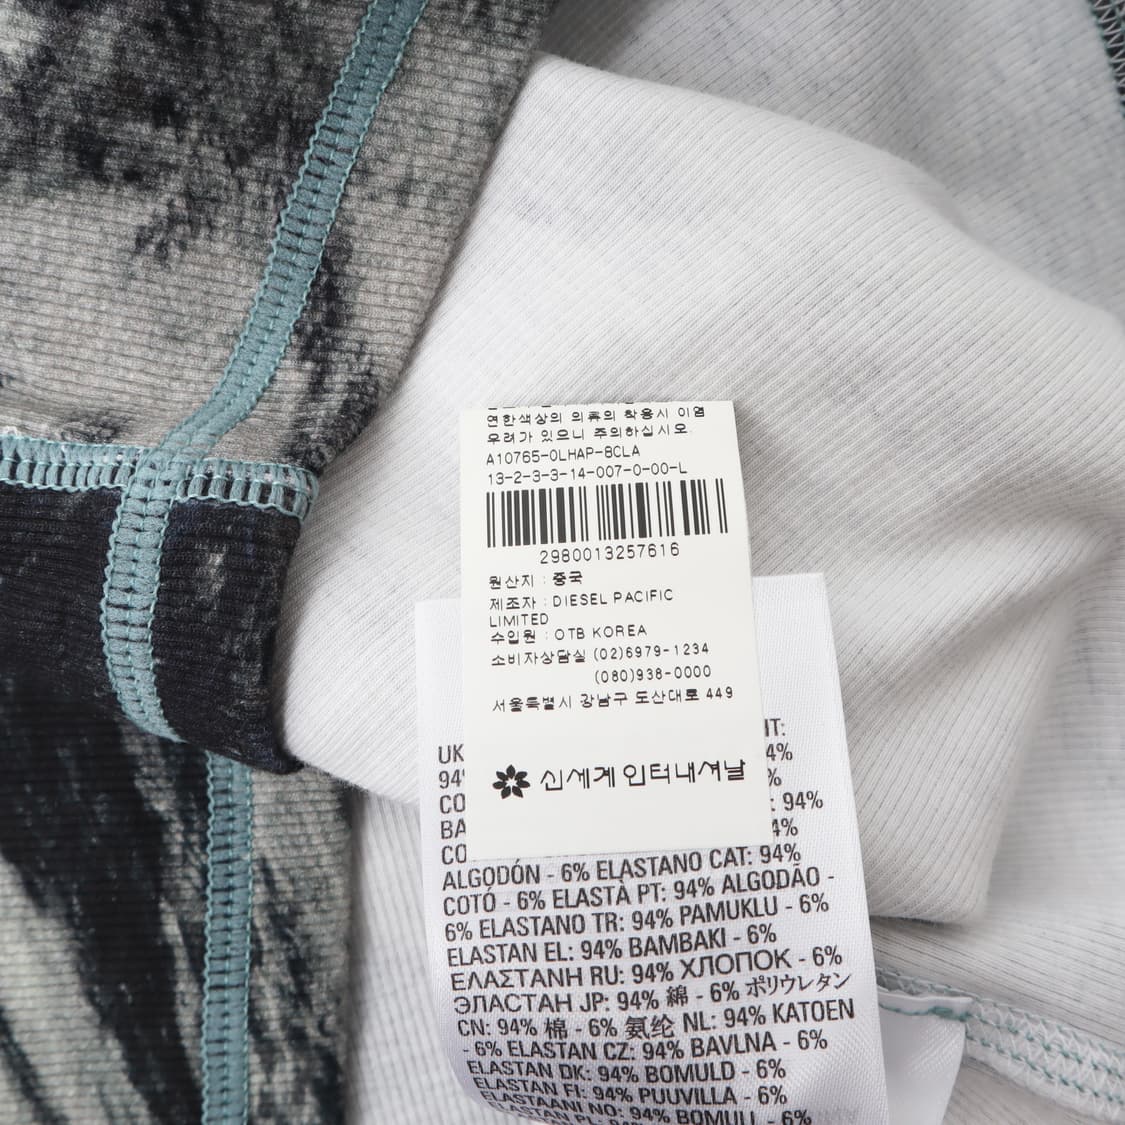 연한색상의 의류의 착용시 이염
우려가 있으니 주의하십시오.
A10765-0LHAP-8CLA
13-2-3-3-14-007-0-00-L
2980013257616
원산지 : 중국
제조자 : DIESEL PACIFIC
LIMITED
수입원 : OTB KOREA
소비자상담실 (02)6979-1234
(080)938-0000
서울특별시 강남구 도산대로 449
신세계인터내셔날
UK
94%
CO
: 94%
BA
4%
CO
ALGODÓN - 6% ELASTANO CAT: 94%
COTÓ - 6% ELASTÀ PT: 94% ALGODÃO -
6% ELASTANO TR: 94% PAMUKLU - 6%
ELASTAN EL: 94% BAMBAKI - 6%
ΕΛΑΣΤΑΝΗ RU: 94% ХЛОПОК - 6%
ЭЛАСТАН JP: 94% 綿 - 6% ポリウレタン
CN: 94% 棉 - 6% 氨纶 NL: 94% KATOEN
- 6% ELASTAN CZ: 94% BAVLNA - 6%
ELASTAN DK: 94% BOMULD - 6%
ELASTAN FI: 94% PUUVILLA - 6%
ELASTAANI NO: 94% BOMULL - 6%